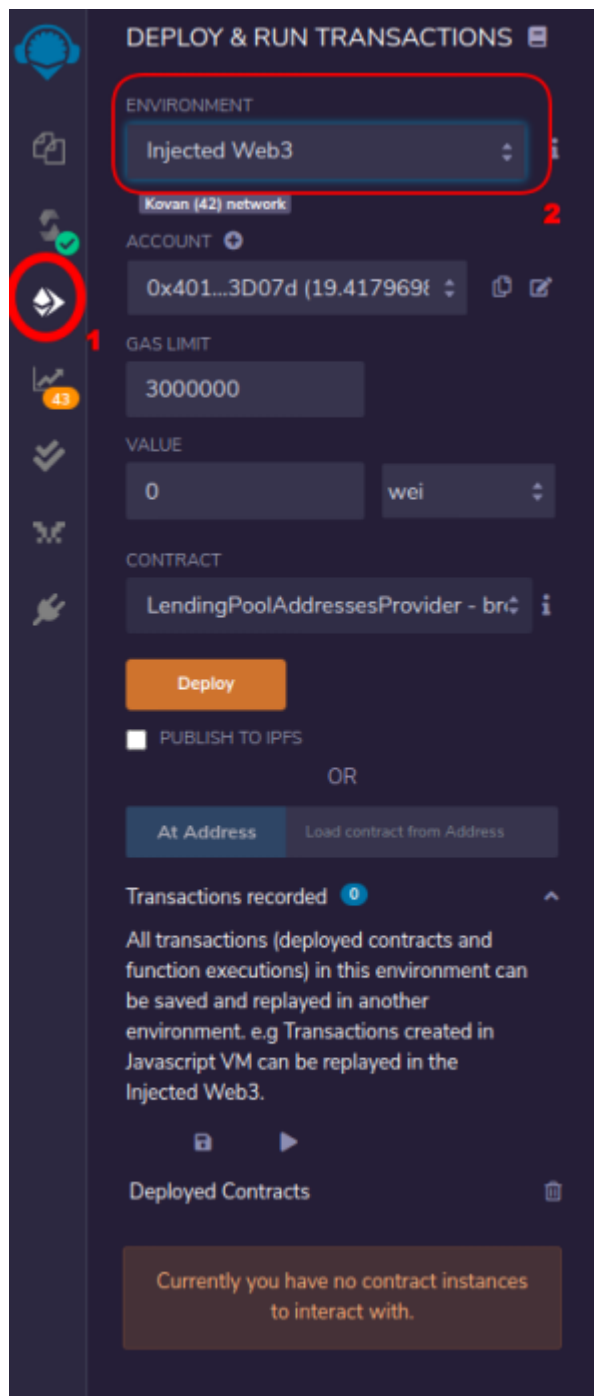 DEPLOY & RUN TRANSACTIONS
ENVIRONMENT
Injected Web3
Kovan (42) network
2
ACCOUNT
0x401...3D07d (19.4179698
1
GAS LIMIT
3000000
43
VALUE
0 wei
CONTRACT
LendingPoolAddressesProvider - bro
Deploy
PUBLISH TO IPFS
OR
At Address Load contract from Address
Transactions recorded 0
All transactions (deployed contracts and
function executions) in this environment can
be saved and replayed in another
environment. e.g Transactions created in
Javascript VM can be replayed in the
Injected Web3.
Deployed Contracts
Currently you have no contract instances
to interact with.